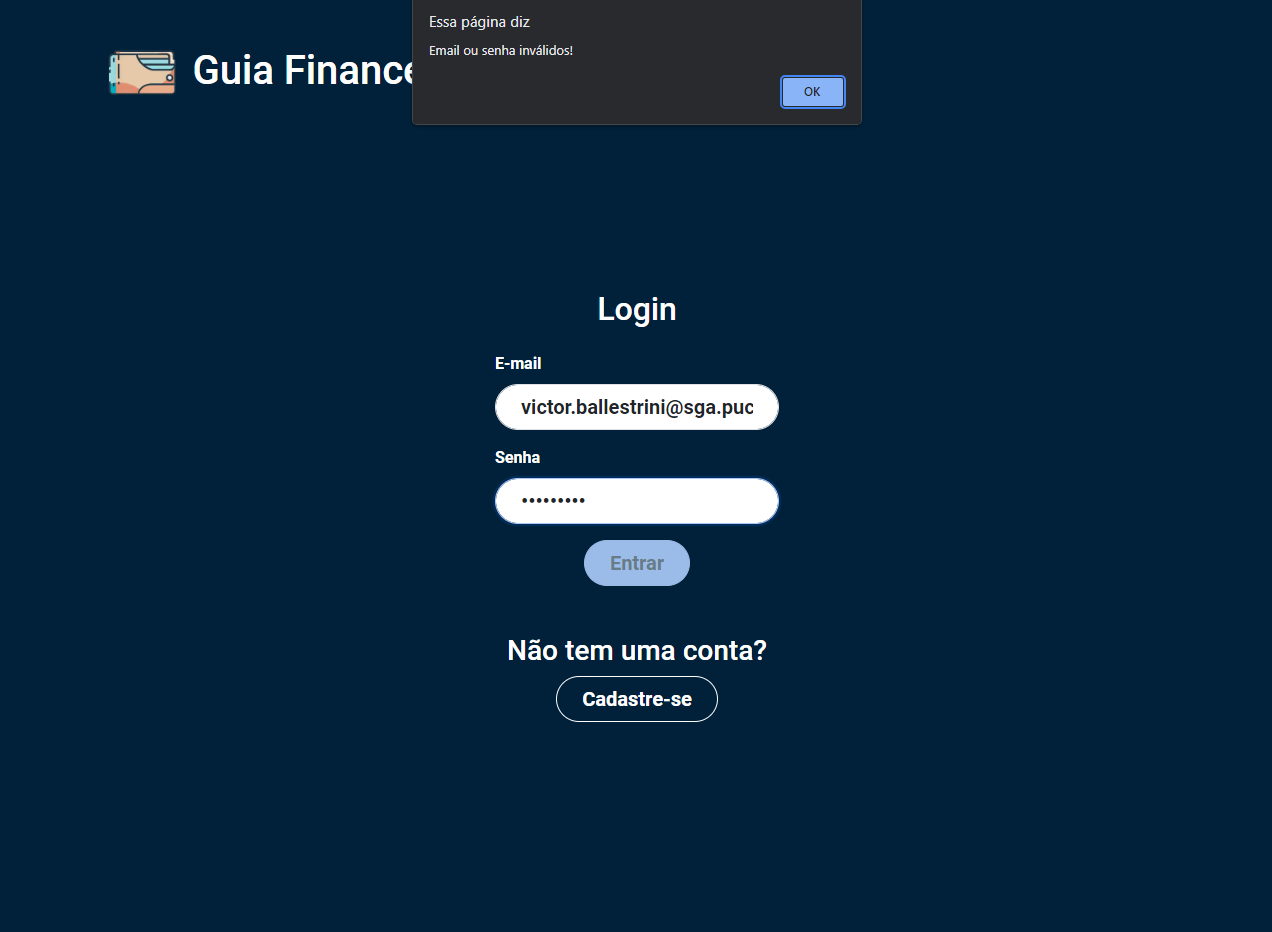 Essa página diz
Email ou senha inválidos!
OK
Guia Finance
Login
E-mail
victor.ballestrini@sga.puc
Senha
•••••••••
Entrar
Não tem uma conta?
Cadastre-se